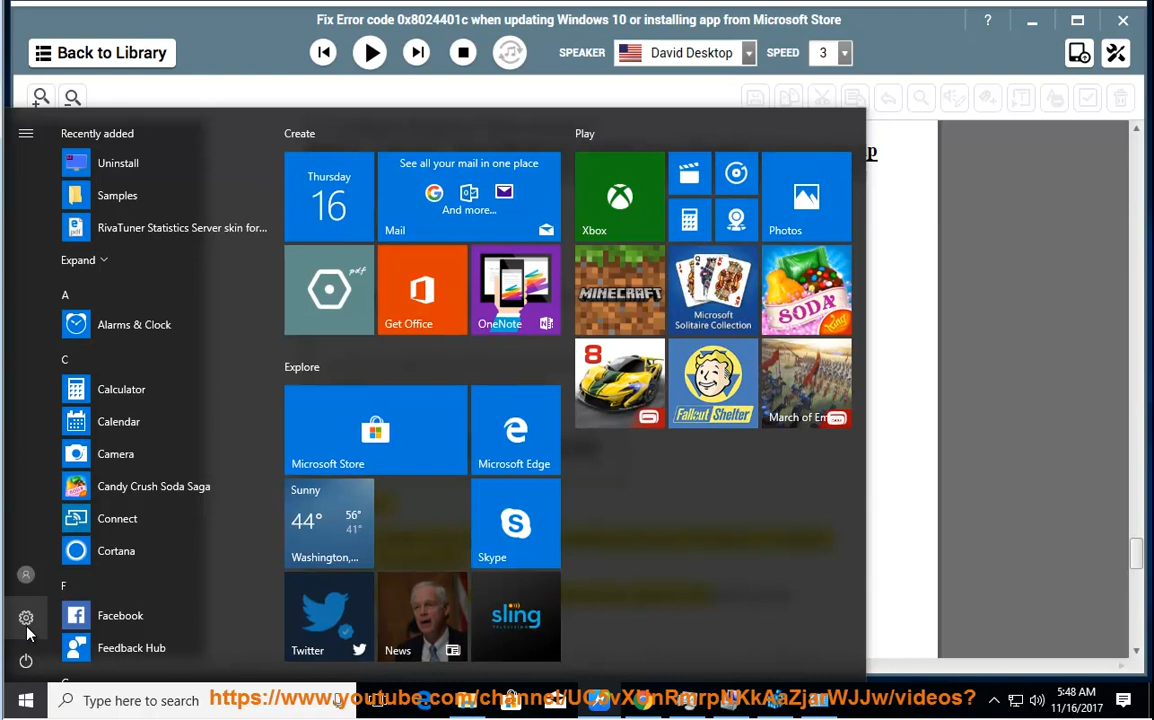 Fix Error code 0x8024401c when updating Windows 10 or installing app from Microsoft Store
Back to Library
SPEAKER
David Desktop
SPEED
3
p
Recently added
Uninstall
Samples
RivaTuner Statistics Server skin for...
Expand
A
Alarms & Clock
C
Calculator
Calendar
Camera
Candy Crush Soda Saga
Connect
Cortana
F
Facebook
Feedback Hub
Create
Thursday
16
See all your mail in one place
And more...
Mail
pdf
Get Office
OneNote
Explore
Microsoft Store
Microsoft Edge
Sunny
44°
56°
41°
Washington,...
Skype
Twitter
News
sling
TELEVISION
Play
Xbox
Photos
MINECRAFT
Microsoft
Solitaire Collection
SODA
King
8
Fallout Shelter
March of Em
Type here to search
5:48 AM
11/16/2017